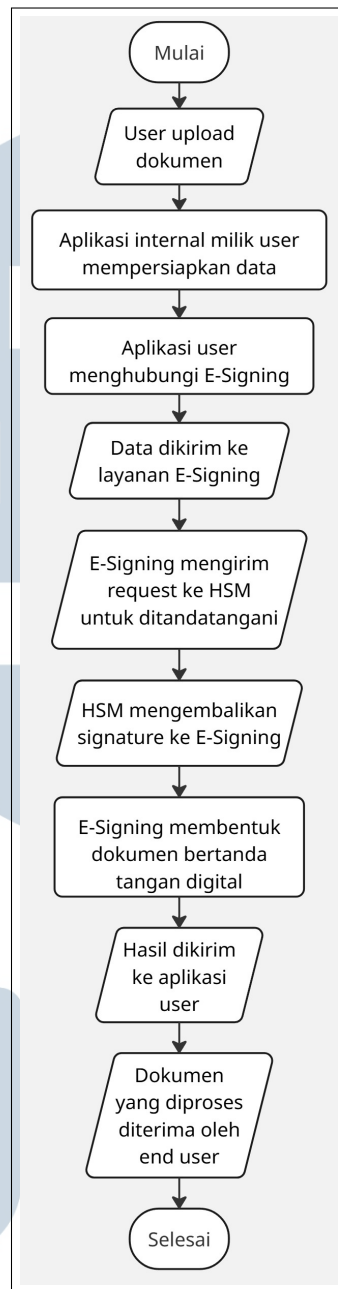 Mulai
User upload
dokumen
Aplikasi internal milik user
mempersiapkan data
Aplikasi user
menghubungi E-Signing
Data dikirim ke
layanan E-Signing
E-Signing mengirim
request ke HSM
untuk ditandatangani
HSM mengembalikan
signature ke E-Signing
E-Signing membentuk
dokumen bertanda
tangan digital
Hasil dikirim
ke aplikasi
user
Dokumen
yang diproses
diterima oleh
end user
Selesai